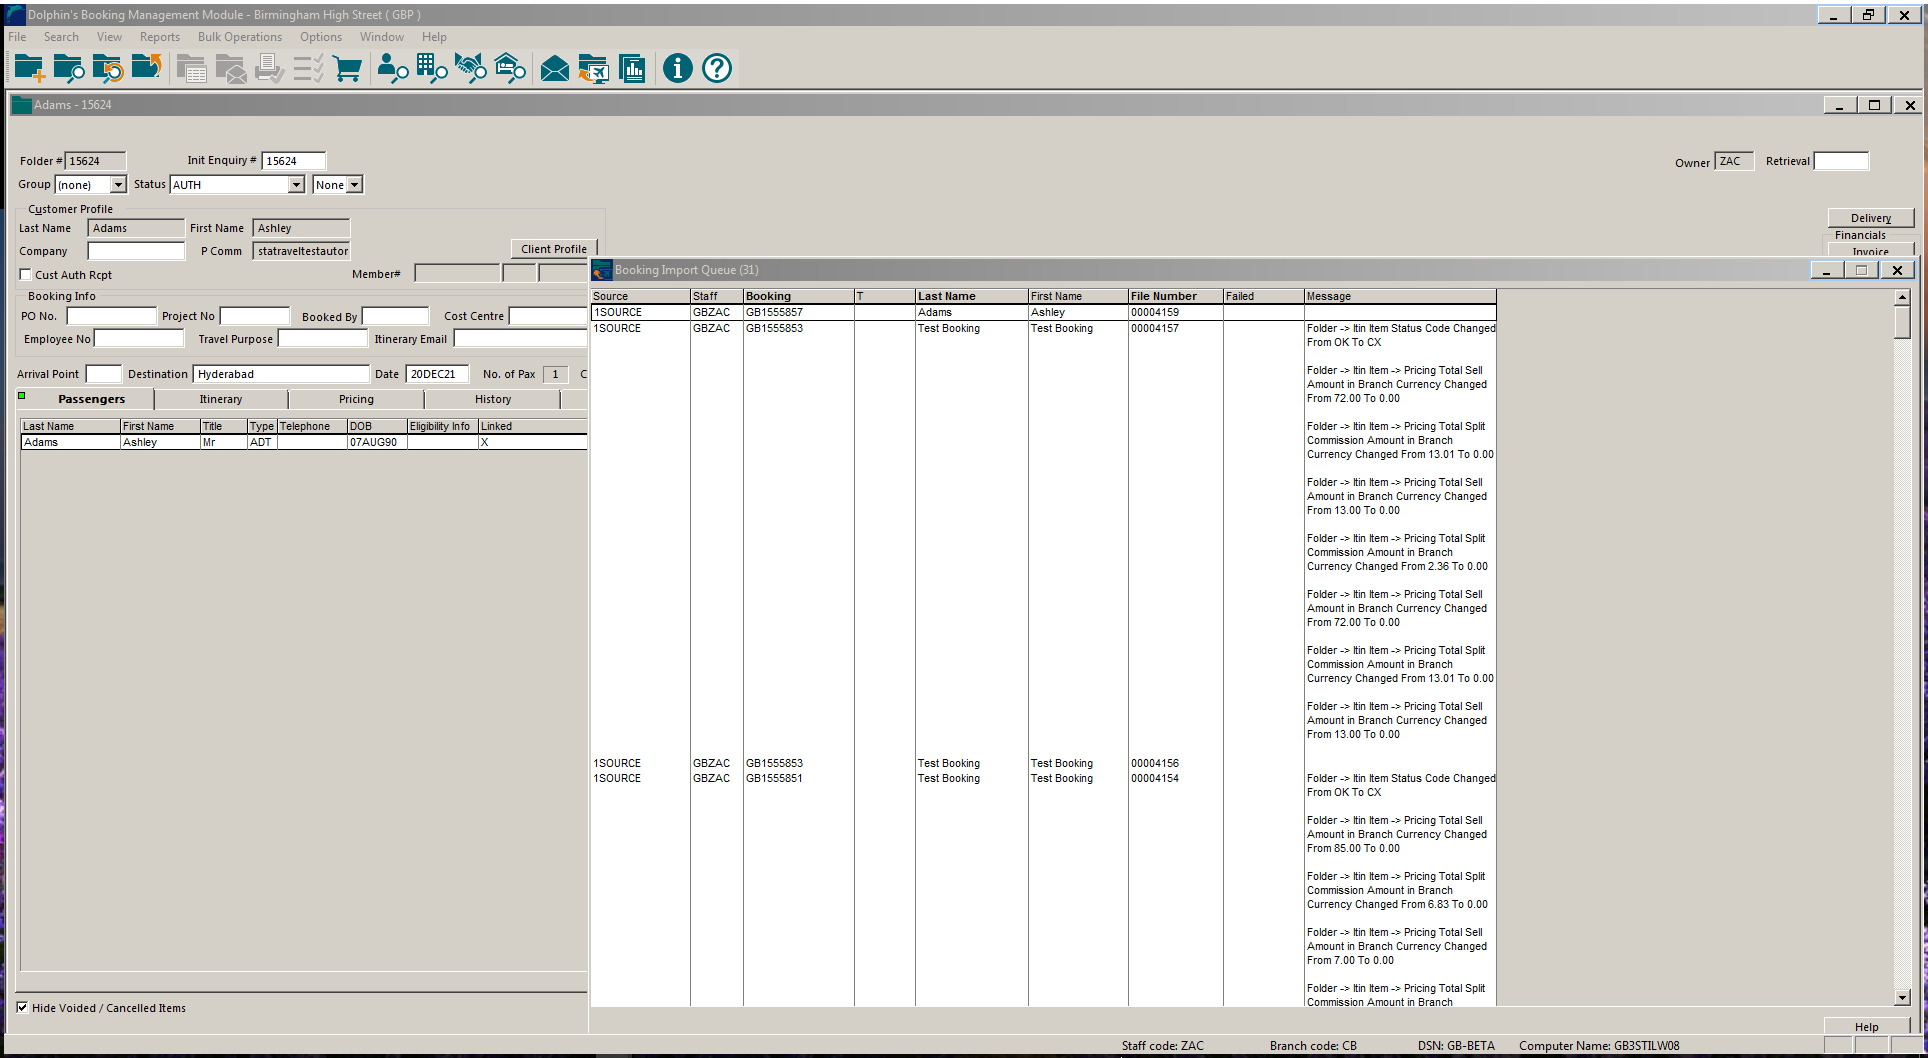 Dolphin's Booking Management Module - Birmingham High Street ( GBP )
File Search View Reports Bulk Operations Options Window Help
Adams - 15624
Folder # 15624 Init Enquiry # 15624 Owner ZAC Retrieval
Group (none) Status AUTH None
Customer Profile
Last Name Adams First Name Ashley
Company P Comm statraveltestautor Client Profile
Cust Auth Rcpt Member#
Delivery
Financials
Invoice
Booking Info
PO No. Project No Booked By Cost Centre
Employee No Travel Purpose Itinerary Email
Arrival Point Destination Hyderabad Date 20DEC21 No. of Pax 1 C
Passengers Itinerary Pricing History
Last Name First Name Title Type Telephone DOB Eligibility Info Linked
Adams Ashley Mr ADT 07AUG90 X
Hide Voided / Cancelled Items
Booking Import Queue (31)
Source Staff Booking T Last Name First Name File Number Failed Message
1SOURCE GBZAC GB1555857 Adams Ashley 00004159
1SOURCE GBZAC GB1555853 Test Booking Test Booking 00004157 Folder -> Itin Item Status Code Changed
From OK To CX
Folder -> Itin Item -> Pricing Total Sell
Amount in Branch Currency Changed
From 72.00 To 0.00
Folder -> Itin Item -> Pricing Total Split
Commission Amount in Branch
Currency Changed From 13.01 To 0.00
Folder -> Itin Item -> Pricing Total Sell
Amount in Branch Currency Changed
From 13.00 To 0.00
Folder -> Itin Item -> Pricing Total Split
Commission Amount in Branch
Currency Changed From 2.36 To 0.00
Folder -> Itin Item -> Pricing Total Sell
Amount in Branch Currency Changed
From 72.00 To 0.00
Folder -> Itin Item -> Pricing Total Split
Commission Amount in Branch
Currency Changed From 13.01 To 0.00
Folder -> Itin Item -> Pricing Total Sell
Amount in Branch Currency Changed
From 13.00 To 0.00
1SOURCE GBZAC GB1555853 Test Booking Test Booking 00004156
1SOURCE GBZAC GB1555851 Test Booking Test Booking 00004154 Folder -> Itin Item Status Code Changed
From OK To CX
Folder -> Itin Item -> Pricing Total Sell
Amount in Branch Currency Changed
From 85.00 To 0.00
Folder -> Itin Item -> Pricing Total Split
Commission Amount in Branch
Currency Changed From 6.83 To 0.00
Folder -> Itin Item -> Pricing Total Sell
Amount in Branch Currency Changed
From 7.00 To 0.00
Folder -> Itin Item -> Pricing Total Split
Commission Amount in Branch
Help
Staff code: ZAC Branch code: CB DSN: GB-BETA Computer Name: GB3STILW08